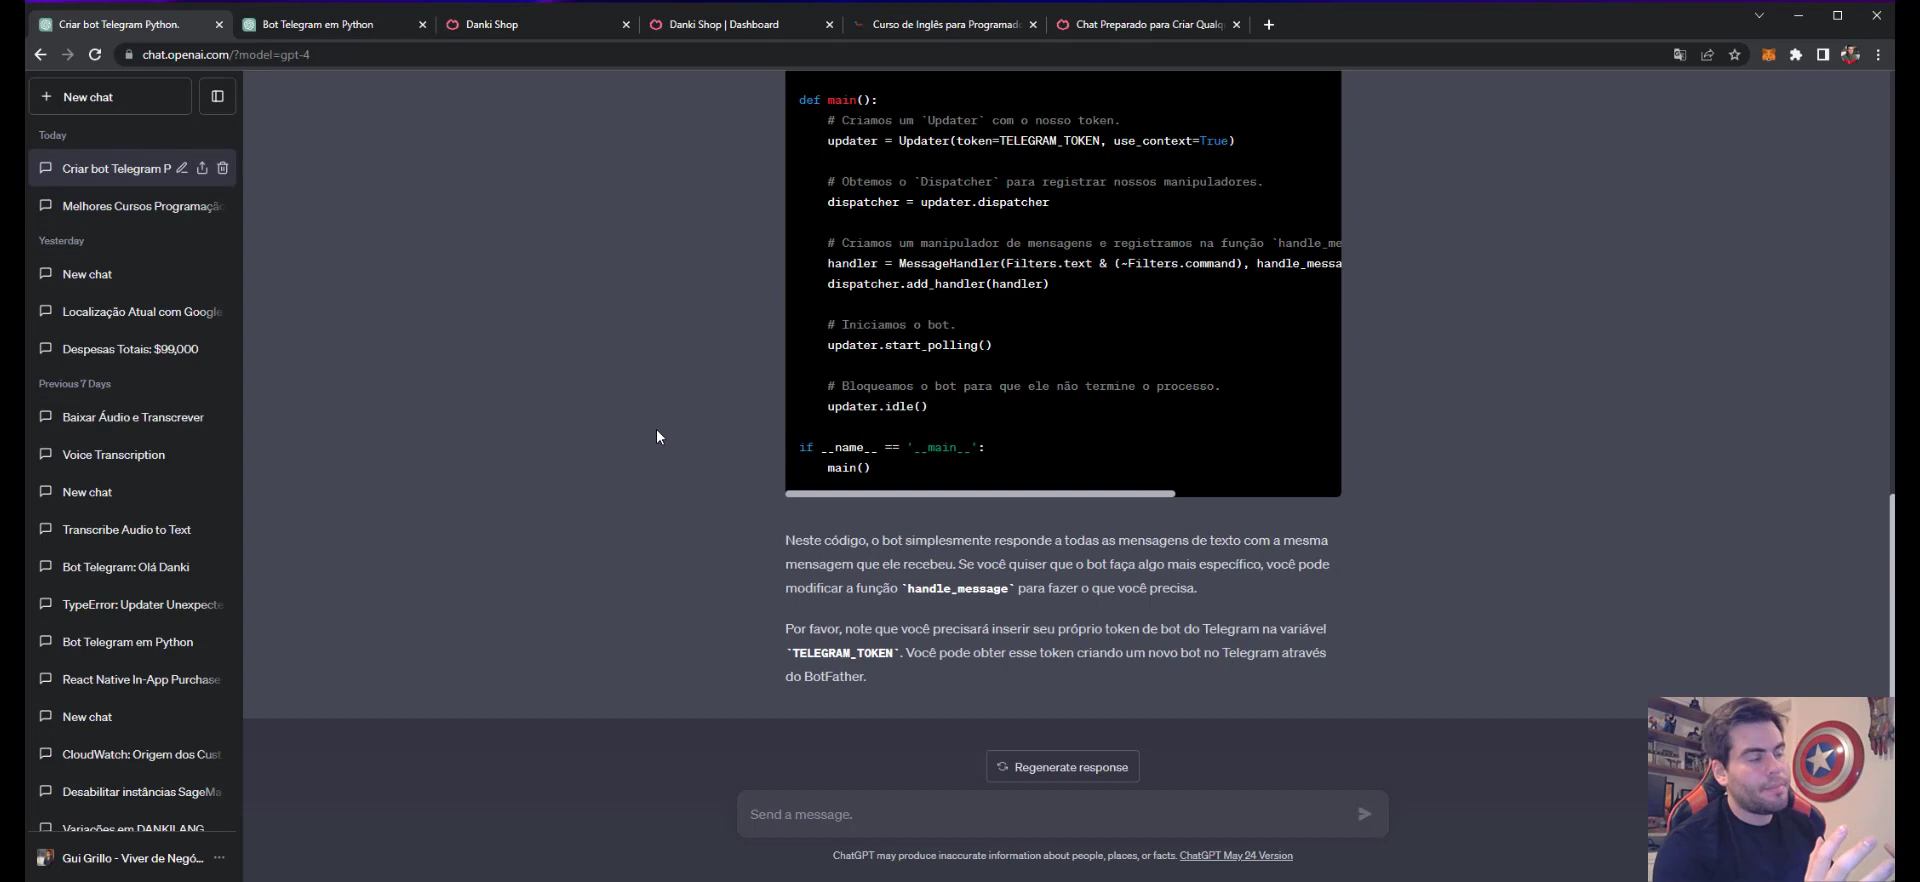 Criar bot Telegram Python.
Bot Telegram em Python
Danki Shop
Danki Shop | Dashboard
Curso de Inglês para Programad
Chat Preparado para Criar Qualq
chat.openai.com/?model=gpt-4
New chat
Today
Criar bot Telegram P
Melhores Cursos Programação
Yesterday
New chat
Localização Atual com Google
Despesas Totais: $99,000
Previous 7 Days
Baixar Áudio e Transcrever
Voice Transcription
New chat
Transcribe Audio to Text
Bot Telegram: Olá Danki
TypeError: Updater Unexpecte
Bot Telegram em Python
React Native In-App Purchase
New chat
CloudWatch: Origem dos Cust
Desabilitar instâncias SageMa
Variações em DANKILANG
Gui Grillo - Viver de Negó...
def main():
# Criamos um `Updater` com o nosso token.
updater = Updater(token=TELEGRAM_TOKEN, use_context=True)
# Obtemos o `Dispatcher` para registrar nossos manipuladores.
dispatcher = updater.dispatcher
# Criamos um manipulador de mensagens e registramos na função `handle_me
handler = MessageHandler(Filters.text & (~Filters.command), handle_messa
dispatcher.add_handler(handler)
# Iniciamos o bot.
updater.start_polling()
# Bloqueamos o bot para que ele não termine o processo.
updater.idle()
if __name__ == '__main__':
main()
Neste código, o bot simplesmente responde a todas as mensagens de texto com a mesma
mensagem que ele recebeu. Se você quiser que o bot faça algo mais específico, você pode
modificar a função `handle_message` para fazer o que você precisa.
Por favor, note que você precisará inserir seu próprio token de bot do Telegram na variável
`TELEGRAM_TOKEN`. Você pode obter esse token criando um novo bot no Telegram através
do BotFather.
Regenerate response
Send a message.
ChatGPT may produce inaccurate information about people, places, or facts. ChatGPT May 24 Version